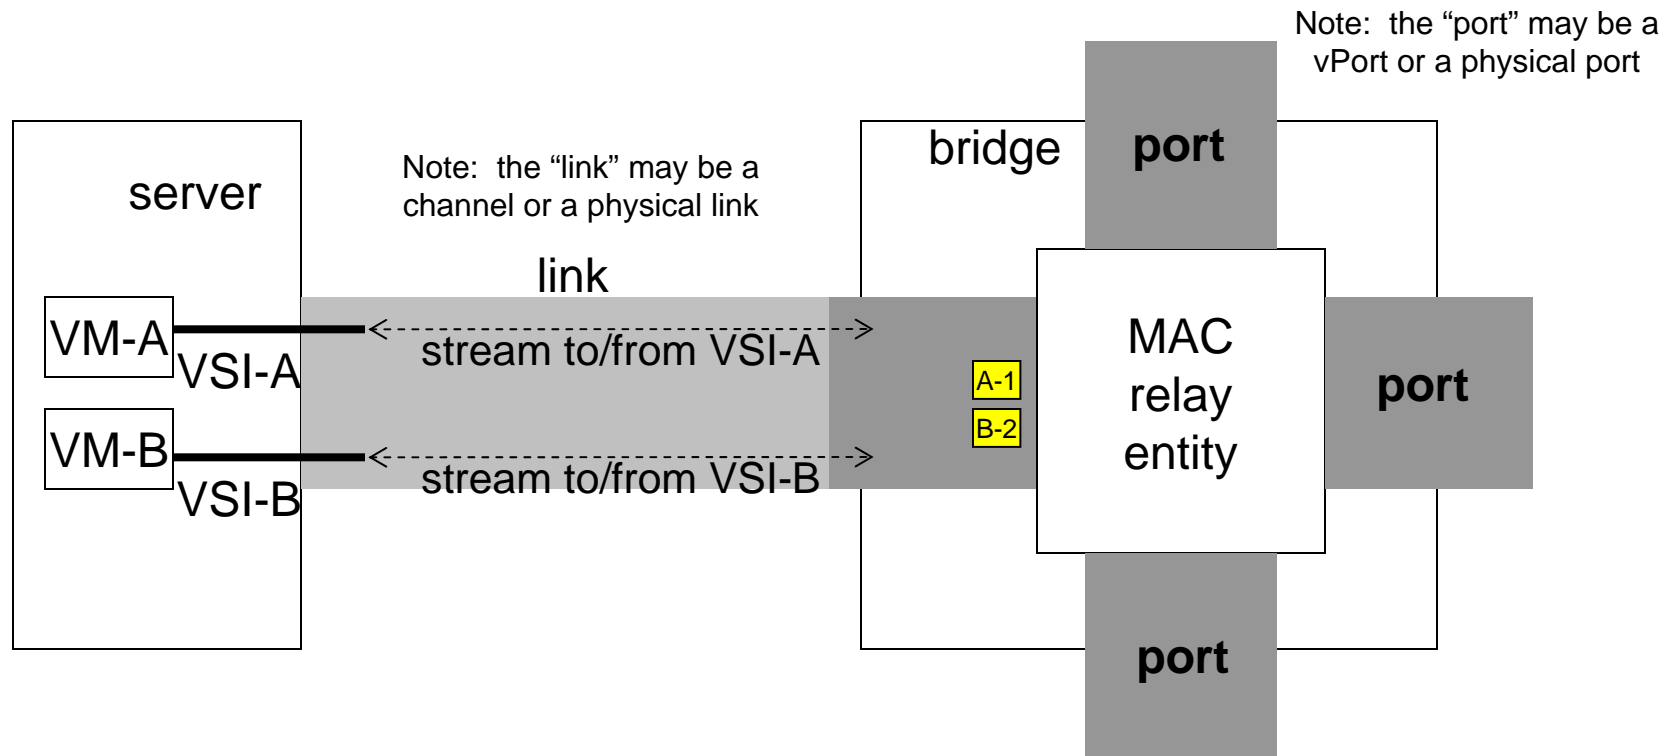 Note:  the “port” may be a
vPort or a physical port
server
Note:  the “link” may be a
channel or a physical link
bridge
port
link
VM-A
VSI-A
stream to/from VSI-A
VM-B
VSI-B
stream to/from VSI-B
A-1
B-2
MAC
relay
entity
port
port